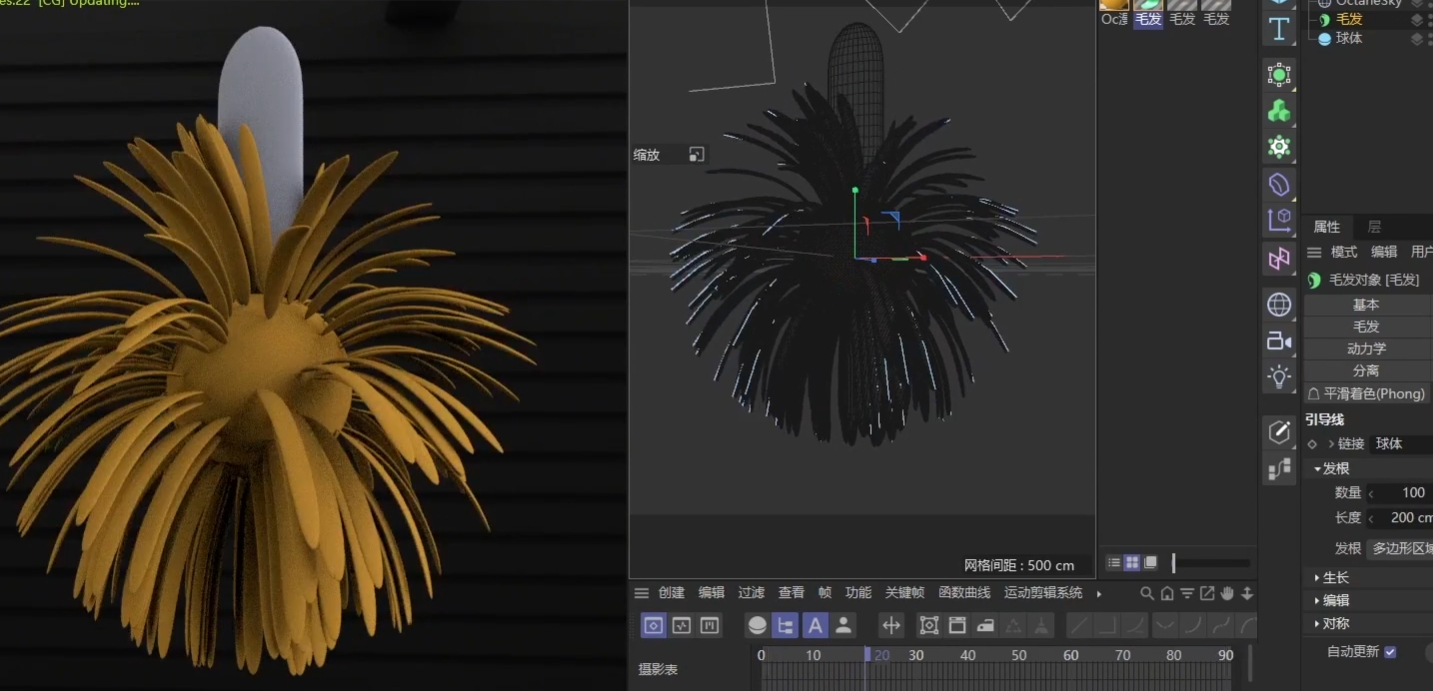 [CG] Updating....
缩放
网格间距 : 500 cm
毛发 毛发 毛发
OctaneSky
毛发
球体
属性 层
模式 编辑 用户
毛发对象 [毛发]
基本
毛发
动力学
分离
平滑着色(Phong)
引导线
链接 球体
发根
数量 100
长度 200 cm
发根 多边形区域
生长
编辑
对称
自动更新
创建 编辑 过滤 查看 帧 功能 关键帧 函数曲线 运动剪辑系统
A
摄影表
0 10 20 30 40 50 60 70 80 90